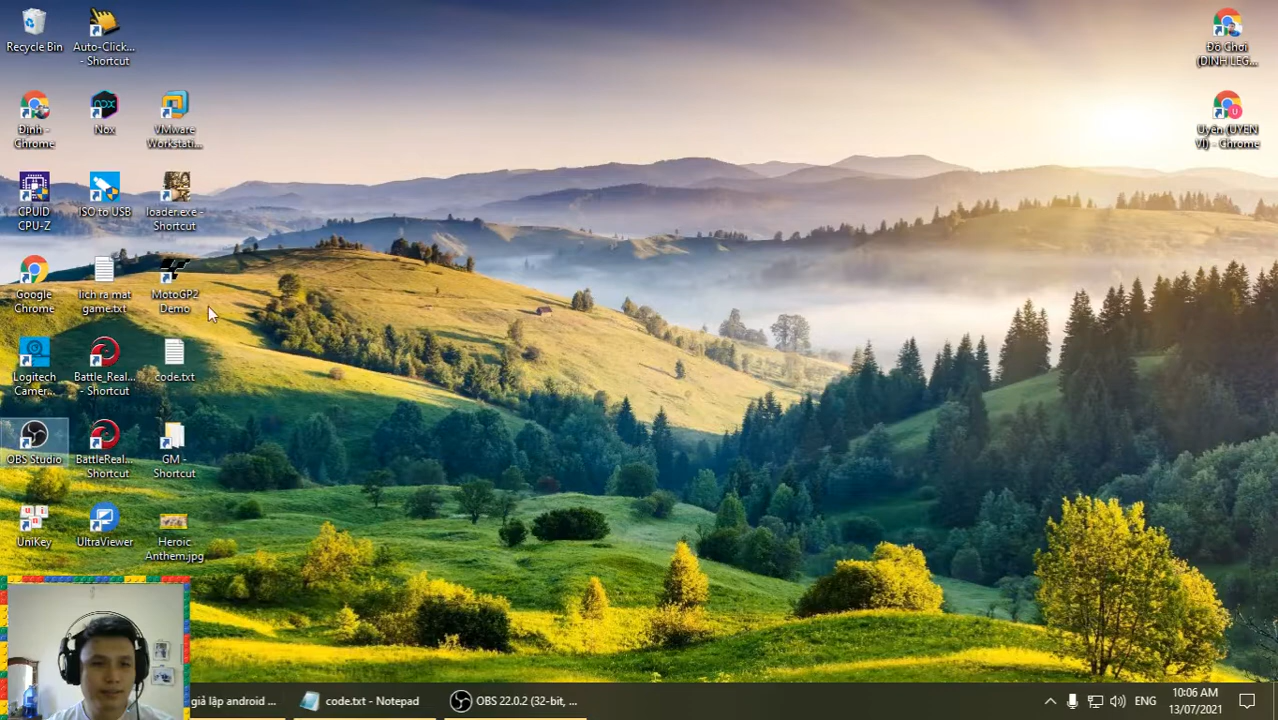 Recycle Bin
Auto-Click...
- Shortcut
Đồ Chơi
(DINH LEG...
Định -
Chrome
Nox
VMware
Workstati...
Uyên (UYEN
VI) - Chrome
CPUID
CPU-Z
ISO to USB
loader.exe -
Shortcut
Google
Chrome
lich ra mat
game.txt
MotoGP2
Demo
Logitech
Camer...
Battle_Real...
- Shortcut
code.txt
OBS Studio
BattleReal...
Shortcut
GM -
Shortcut
UniKey
UltraViewer
Heroic
Anthem.jpg
giả lập android ...
code.txt - Notepad
OBS 22.0.2 (32-bit, ...
ENG
10:06 AM
13/07/2021